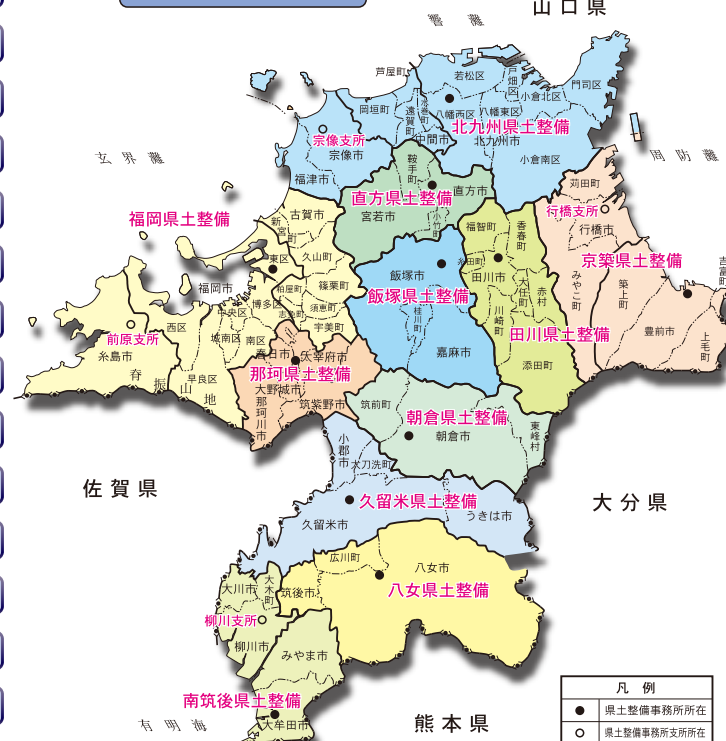 山口県
響灘
芦屋町
若松区
戸畑区
門司区
岡垣町
水巻町
遠賀町
八幡西区
八幡東区
小倉北区
北九州県土整備
中間市
北九州市
小倉南区
宗像支所
宗像市
福津市
玄界灘
周防灘
鞍手町
直方市
直方県土整備
宮若市
小竹町
苅田町
行橋支所
行橋市
京築県土整備
吉富町
みやこ町
築上町
豊前市
上毛町
福岡県土整備
新宮町
古賀市
久山町
東区
福岡市
粕屋町
篠栗町
志免町
須恵町
宇美町
博多区
中央区
西区
城南区
南区
早良区
前原支所
糸島市
脊振山地
福智町
香春町
糸田町
田川市
大任町
赤村
川崎町
田川県土整備
添田町
飯塚市
飯塚県土整備
桂川町
嘉麻市
春日市
太宰府市
那珂県土整備
大野城市
那珂川市
筑紫野市
筑前町
朝倉県土整備
朝倉市
東峰村
佐賀県
大分県
小郡市
大刀洗町
久留米県土整備
久留米市
うきは市
広川町
八女市
八女県土整備
筑後市
大川市
大木町
柳川支所
柳川市
みやま市
南筑後県土整備
大牟田市
有明海
熊本県
凡例
県土整備事務所所在
県土整備事務所支所所在